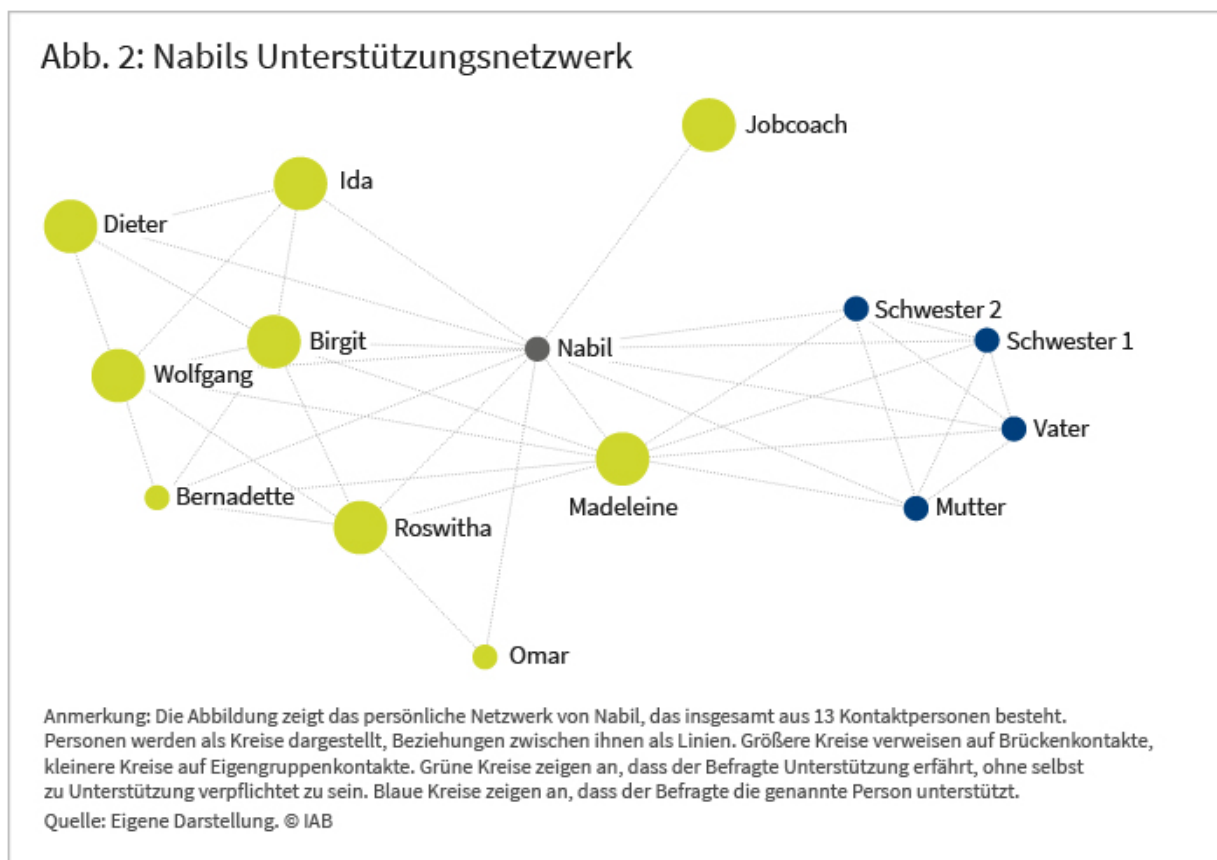 Abb. 2: Nabils Unterstützungsnetzwerk
Jobcoach
Ida
Dieter
Schwester 2
Birgit
Nabil
Schwester 1
Wolfgang
Vater
Bernadette
Madeleine
Mutter
Roswitha
Omar
Anmerkung: Die Abbildung zeigt das persönliche Netzwerk von Nabil, das insgesamt aus 13 Kontaktpersonen besteht.
Personen werden als Kreise dargestellt, Beziehungen zwischen ihnen als Linien. Größere Kreise verweisen auf Brückenkontakte,
kleinere Kreise auf Eigengruppenkontakte. Grüne Kreise zeigen an, dass der Befragte Unterstützung erfährt, ohne selbst
zu Unterstützung verpflichtet zu sein. Blaue Kreise zeigen an, dass der Befragte die genannte Person unterstützt.
Quelle: Eigene Darstellung. © IAB